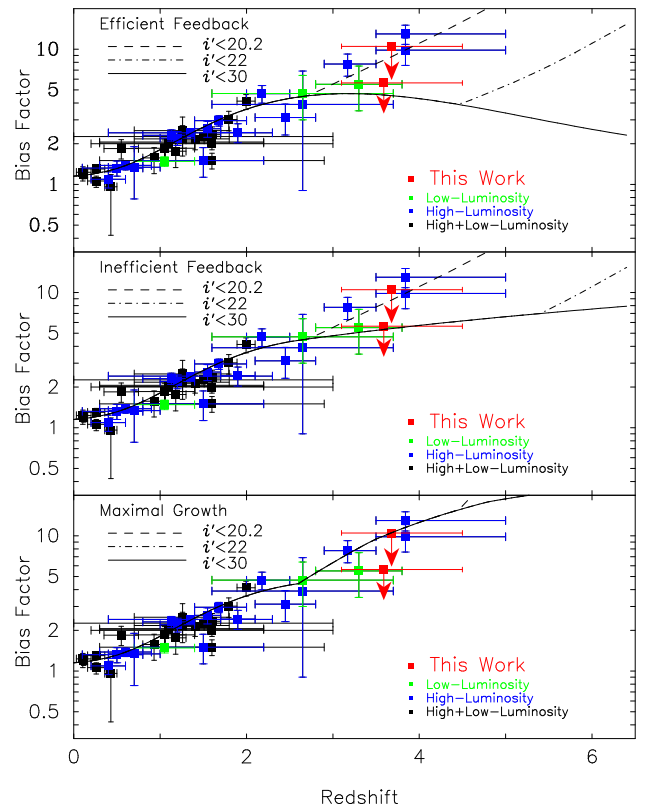 Efficient Feedback
i'<20.2
i'<22
i'<30
10
5
2
1
0.5
Bias Factor
This Work
Low-Luminosity
High-Luminosity
High+Low-Luminosity
Inefficient Feedback
i'<20.2
i'<22
i'<30
10
5
2
1
0.5
Bias Factor
This Work
Low-Luminosity
High-Luminosity
High+Low-Luminosity
Maximal Growth
i'<20.2
i'<22
i'<30
10
5
2
1
0.5
Bias Factor
This Work
Low-Luminosity
High-Luminosity
High+Low-Luminosity
0 2 4 6
Redshift